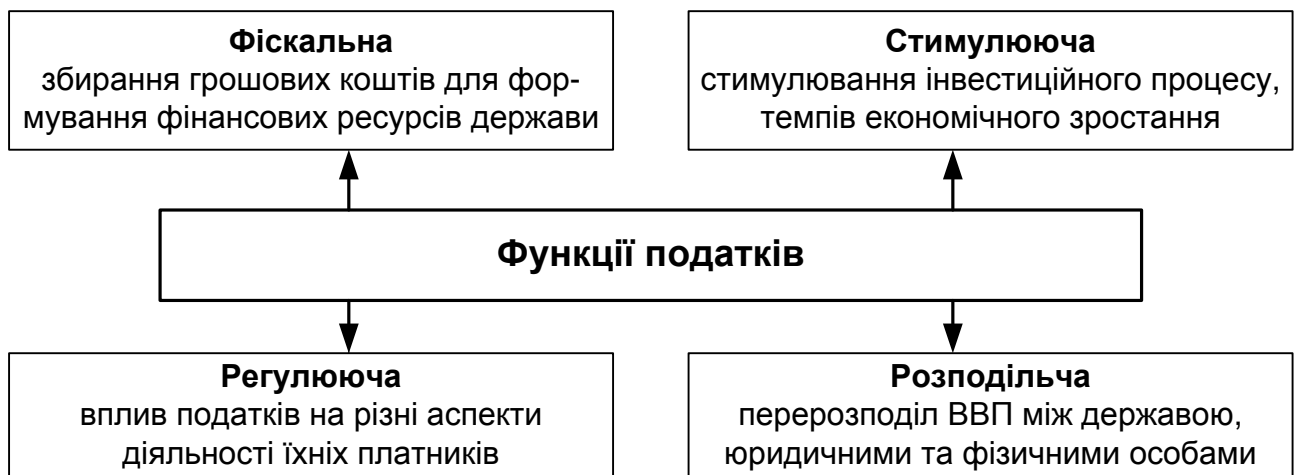 Фіскальна
збирання грошових коштів для фор-
мування фінансових ресурсів держави
Стимулююча
стимулювання інвестиційного процесу,
темпів економічного зростання
Функції податків
Регулююча
вплив податків на різні аспекти
діяльності їхніх платників
Розподільча
перерозподіл ВВП між державою,
юридичними та фізичними особами